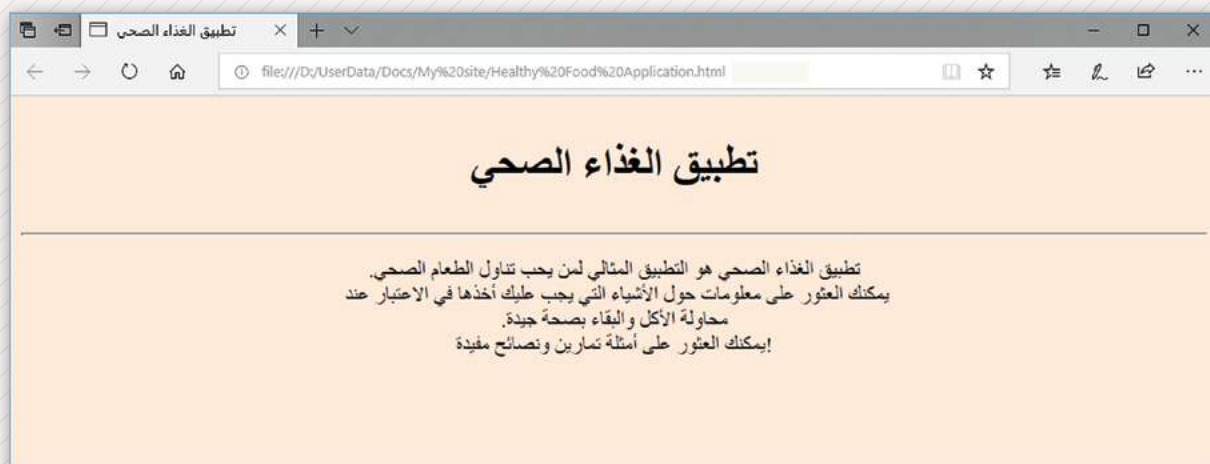 تطبيق الغذاء الصحي
file:///D:/UserData/Docs/My%20site/Healthy%20Food%20Application.html
تطبيق الغذاء الصحي
تطبيق الغذاء الصحي هو التطبيق المثالي لمن يحب تناول الطعام الصحي.
يمكنك العثور على معلومات حول الأشياء التي يجب عليك أخذها في الاعتبار عند
محاولة الأكل والبقاء بصحة جيدة.
!يمكنك العثور على أمثلة تمارين ونصائح مفيدة